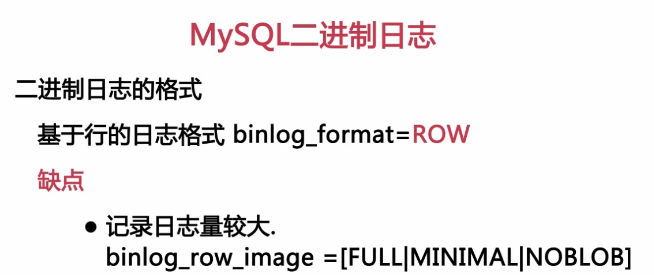 MySQL二进制日志
二进制日志的格式
基于行的日志格式 binlog_format=ROW
缺点
● 记录日志量较大.
binlog_row_image =[FULL|MINIMAL|NOBLOB]